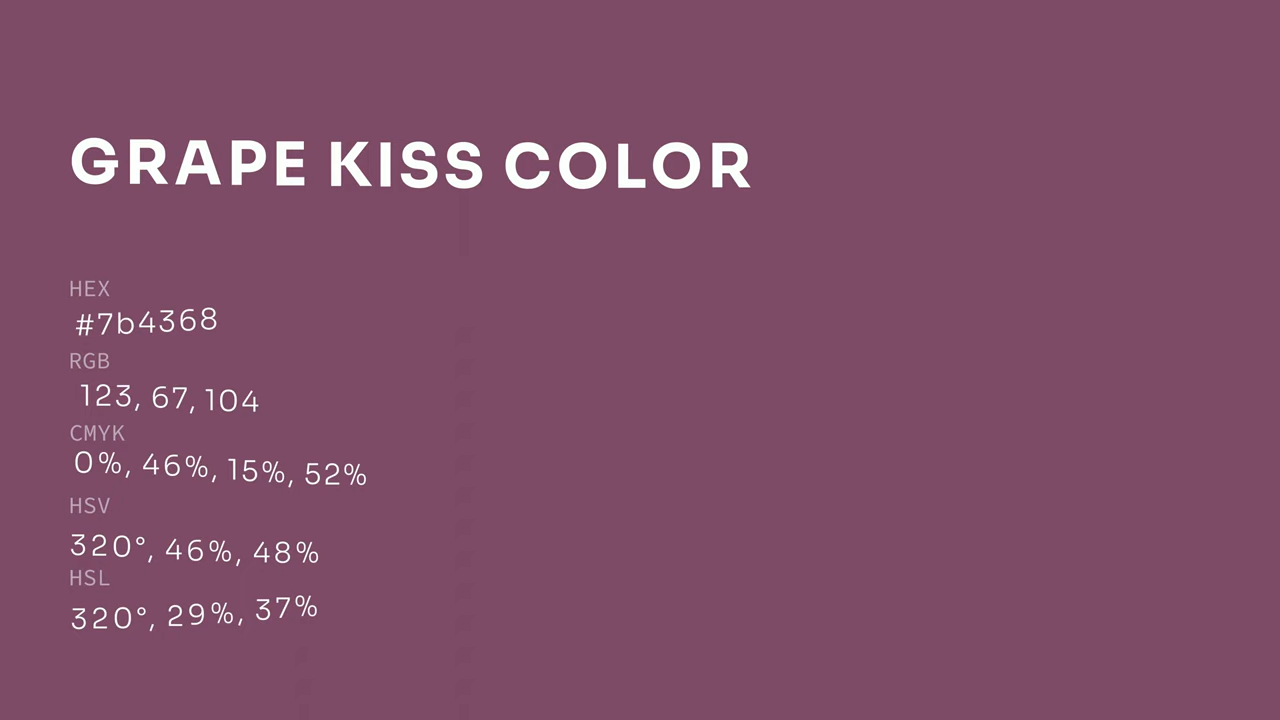 GRAPE KISS COLOR
HEX
#7b4368
RGB
123, 67, 104
CMYK
0%, 46%, 15%, 52%
HSV
320°, 46%, 48%
HSL
320°, 29%, 37%